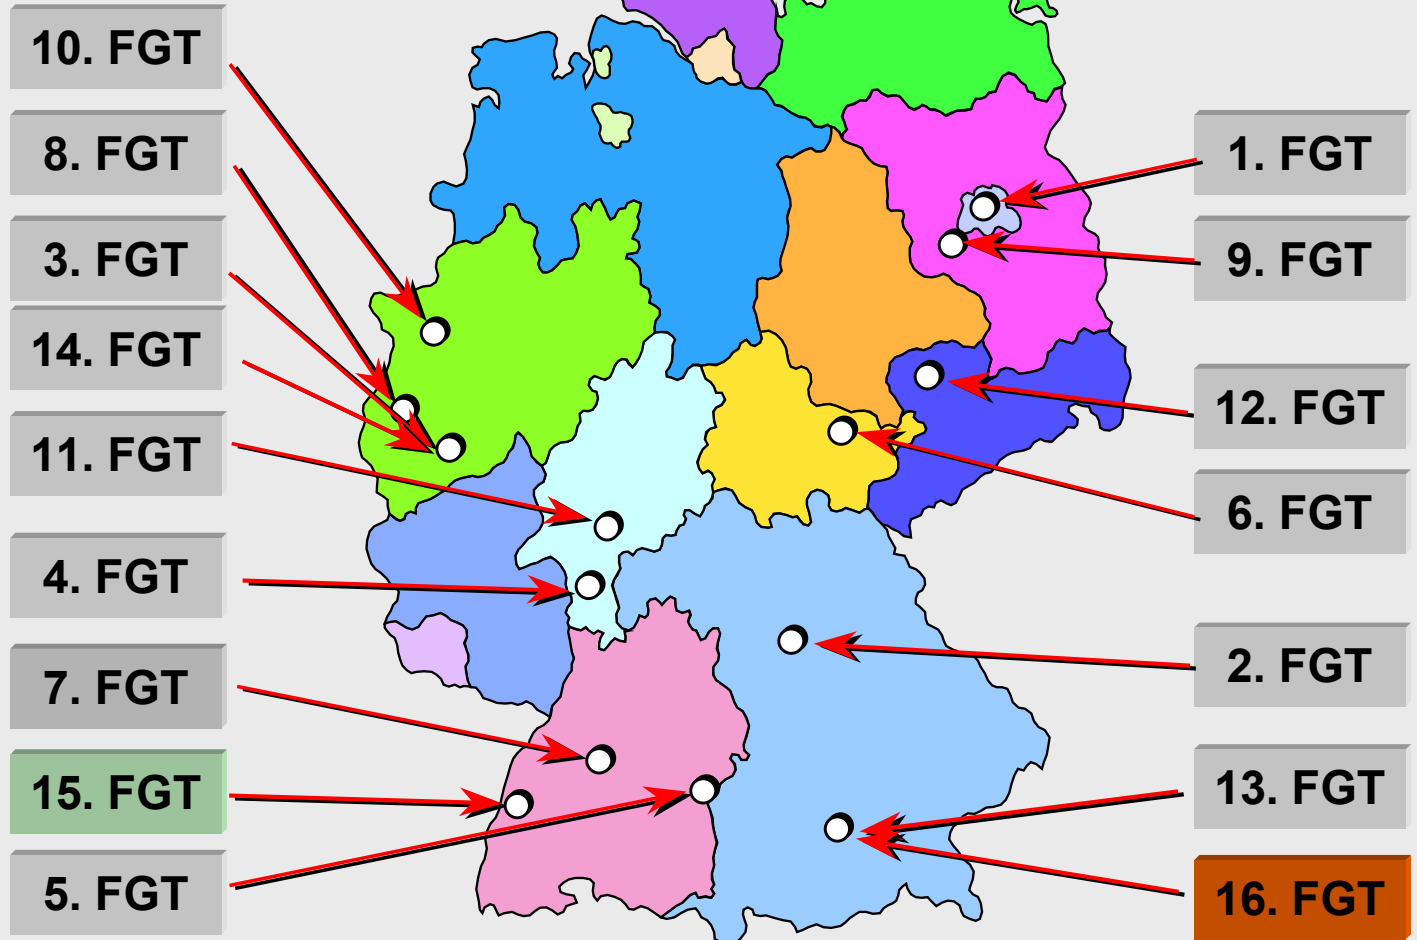 10. FGT
8. FGT
3. FGT
14. FGT
11. FGT
4. FGT
7. FGT
15. FGT
5. FGT
1. FGT
9. FGT
12. FGT
6. FGT
2. FGT
13. FGT
16. FGT